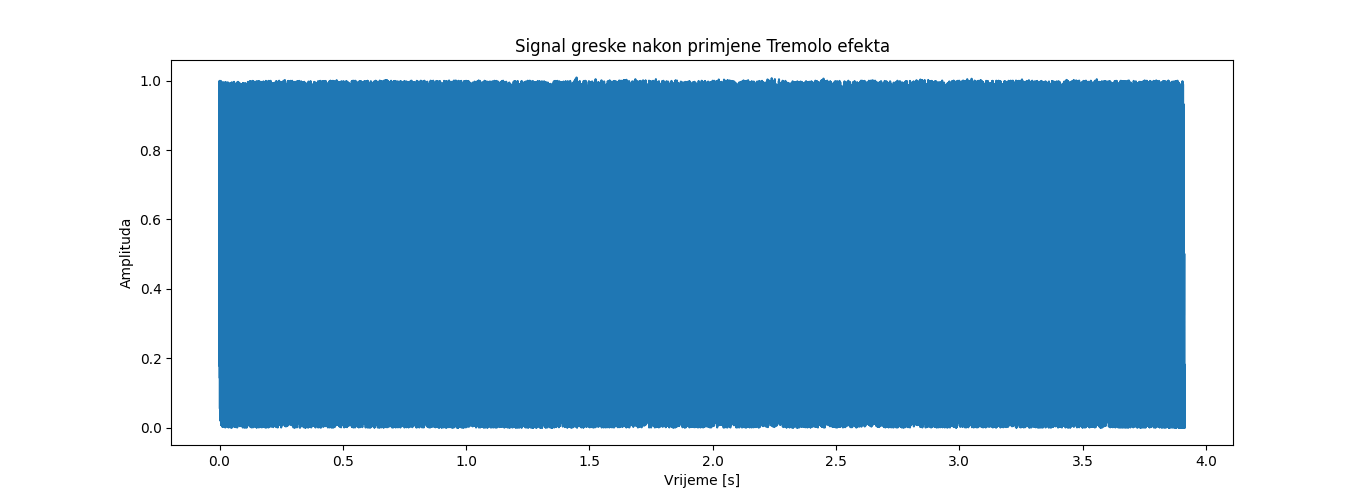 Signal greske nakon primjene Tremolo efekta
1.0
0.8
0.6
0.4
0.2
0.0
Amplituda
0.0 0.5 1.0 1.5 2.0 2.5 3.0 3.5 4.0
Vrijeme [s]